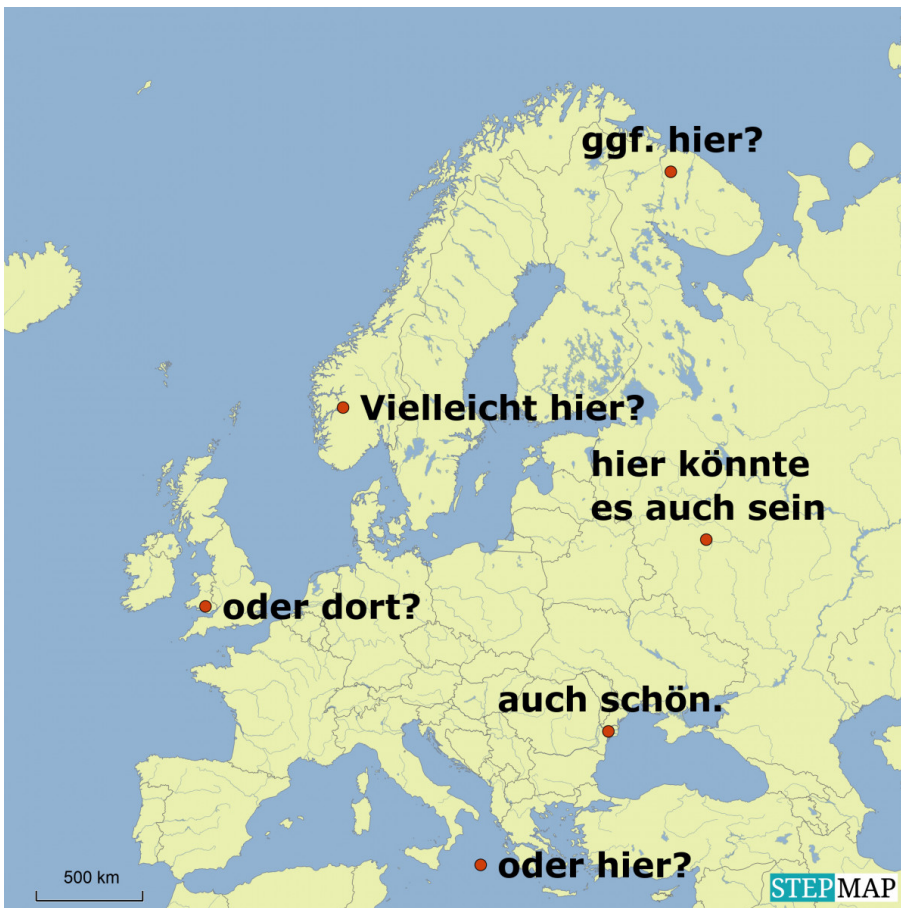 ggf. hier?
Vielleicht hier?
hier könnte
es auch sein
oder dort?
auch schön.
oder hier?
500 km
STEPMAP